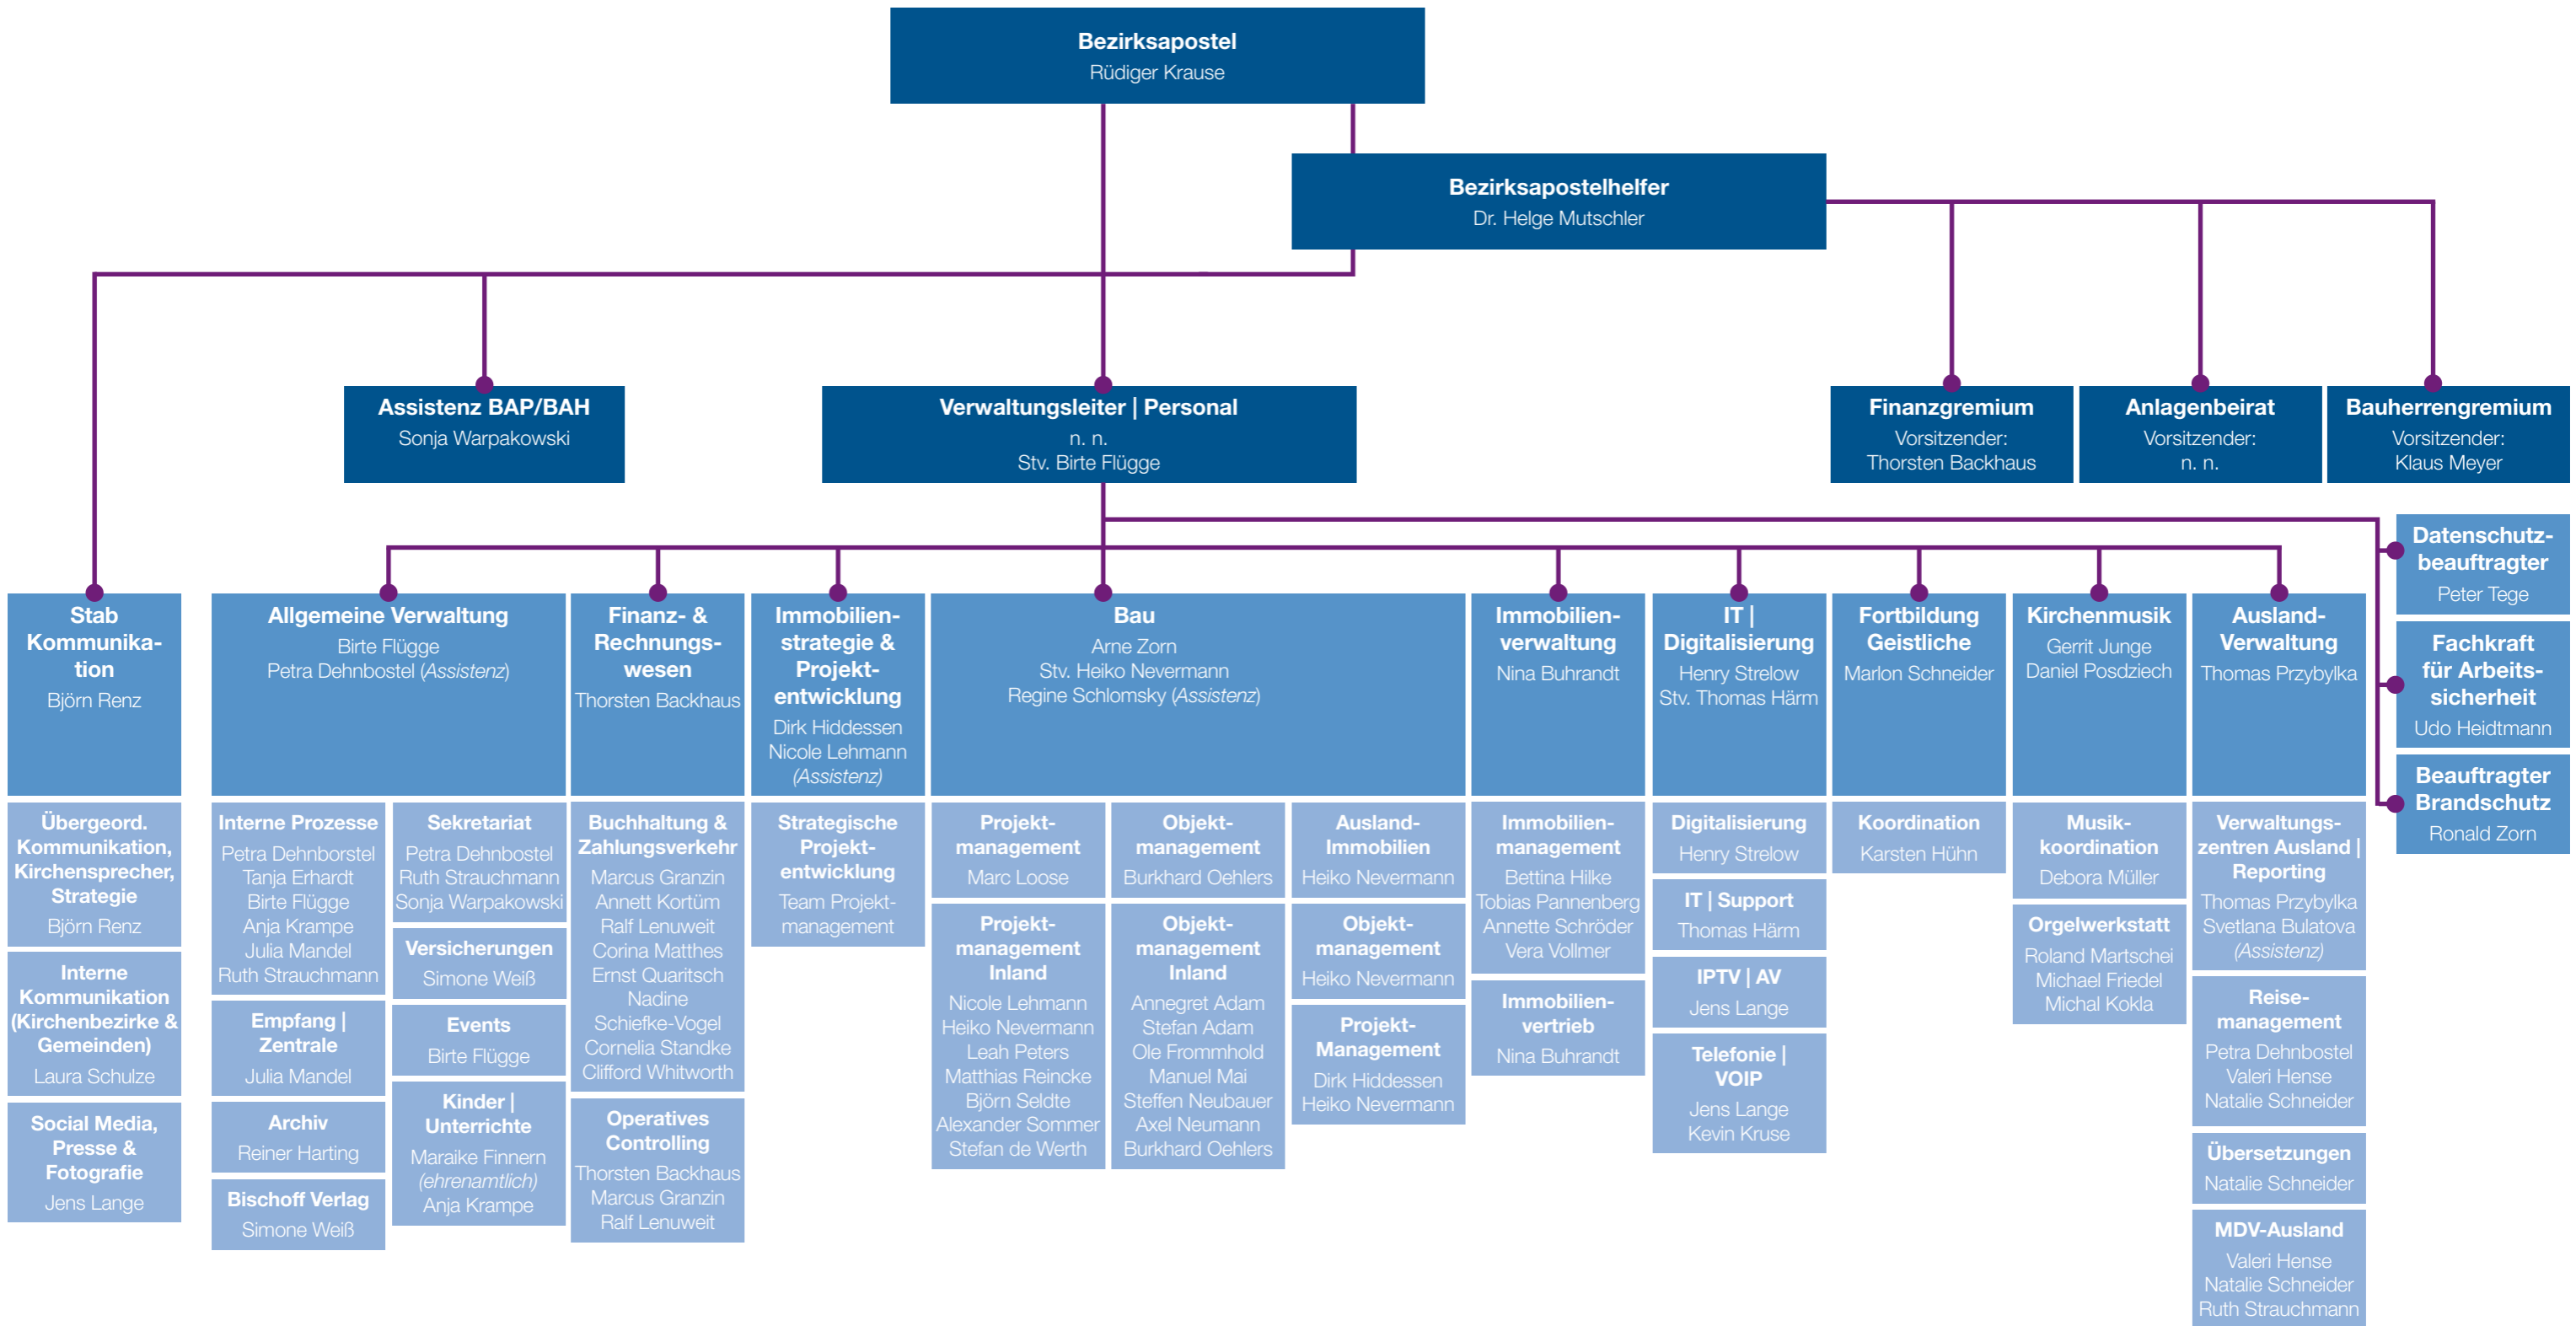 Bezirksapostel
Rüdiger Krause
Bezirksapostelhelfer
Dr. Helge Mutschler
Assistenz BAP/BAH
Sonja Warpakowski
Verwaltungsleiter | Personal
n. n.
Stv. Birte Flügge
Finanzgremium
Vorsitzender:
Thorsten Backhaus
Anlagenbeirat
Vorsitzender:
n. n.
Bauherrengremium
Vorsitzender:
Klaus Meyer
Datenschutz-
beauftragter
Peter Tege
Fachkraft
für Arbeits-
sicherheit
Udo Heidtmann
Beauftragter
Brandschutz
Ronald Zorn
Stab
Kommunika-
tion
Björn Renz
Übergeord.
Kommunikation,
Kirchensprecher,
Strategie
Björn Renz
Interne
Kommunikation
(Kirchenbezirke &
Gemeinden)
Laura Schulze
Social Media,
Presse &
Fotografie
Jens Lange
Allgemeine Verwaltung
Birte Flügge
Petra Dehnbostel (Assistenz)
Interne Prozesse
Petra Dehnborstel
Tanja Erhardt
Birte Flügge
Anja Krampe
Julia Mandel
Ruth Strauchmann
Empfang |
Zentrale
Julia Mandel
Archiv
Reiner Harting
Bischoff Verlag
Simone Weiß
Sekretariat
Petra Dehnbostel
Ruth Strauchmann
Sonja Warpakowski
Versicherungen
Simone Weiß
Events
Birte Flügge
Kinder |
Unterrichte
Maraike Finnern
(ehrenamtlich)
Anja Krampe
Finanz- &
Rechnungs-
wesen
Thorsten Backhaus
Buchhaltung &
Zahlungsverkehr
Marcus Granzin
Annett Kortüm
Ralf Lenuweit
Corina Matthes
Ernst Quaritsch
Nadine
Schiefke-Vogel
Cornelia Standke
Clifford Whitworth
Operatives
Controlling
Thorsten Backhaus
Marcus Granzin
Ralf Lenuweit
Immobilien-
strategie &
Projekt-
entwicklung
Dirk Hiddessen
Nicole Lehmann
(Assistenz)
Strategische
Projekt-
entwicklung
Team Projekt-
management
Bau
Arne Zorn
Stv. Heiko Nevermann
Regine Schlomsky (Assistenz)
Projekt-
management
Marc Loose
Projekt-
management
Inland
Nicole Lehmann
Heiko Nevermann
Leah Peters
Matthias Reincke
Björn Seldte
Alexander Sommer
Stefan de Werth
Objekt-
management
Burkhard Oehlers
Objekt-
management
Inland
Annegret Adam
Stefan Adam
Ole Frommhold
Manuel Mai
Steffen Neubauer
Axel Neumann
Burkhard Oehlers
Ausland-
Immobilien
Heiko Nevermann
Objekt-
management
Heiko Nevermann
Projekt-
Management
Dirk Hiddessen
Heiko Nevermann
Immobilien-
verwaltung
Nina Buhrandt
Immobilien-
management
Bettina Hilke
Tobias Pannenberg
Annette Schröder
Vera Vollmer
Immobilien-
vertrieb
Nina Buhrandt
IT |
Digitalisierung
Henry Strelow
Stv. Thomas Härm
Digitalisierung
Henry Strelow
IT | Support
Thomas Härm
IPTV | AV
Jens Lange
Telefonie |
VOIP
Jens Lange
Kevin Kruse
Fortbildung
Geistliche
Marlon Schneider
Koordination
Karsten Hühn
Kirchenmusik
Gerrit Junge
Daniel Posdziech
Musik-
koordination
Debora Müller
Orgelwerkstatt
Roland Martschei
Michael Friedel
Michal Kokla
Ausland-
Verwaltung
Thomas Przybylka
Verwaltungs-
zentren Ausland |
Reporting
Thomas Przybylka
Svetlana Bulatova
(Assistenz)
Reise-
management
Petra Dehnbostel
Valeri Hense
Natalie Schneider
Übersetzungen
Natalie Schneider
MDV-Ausland
Valeri Hense
Natalie Schneider
Ruth Strauchmann